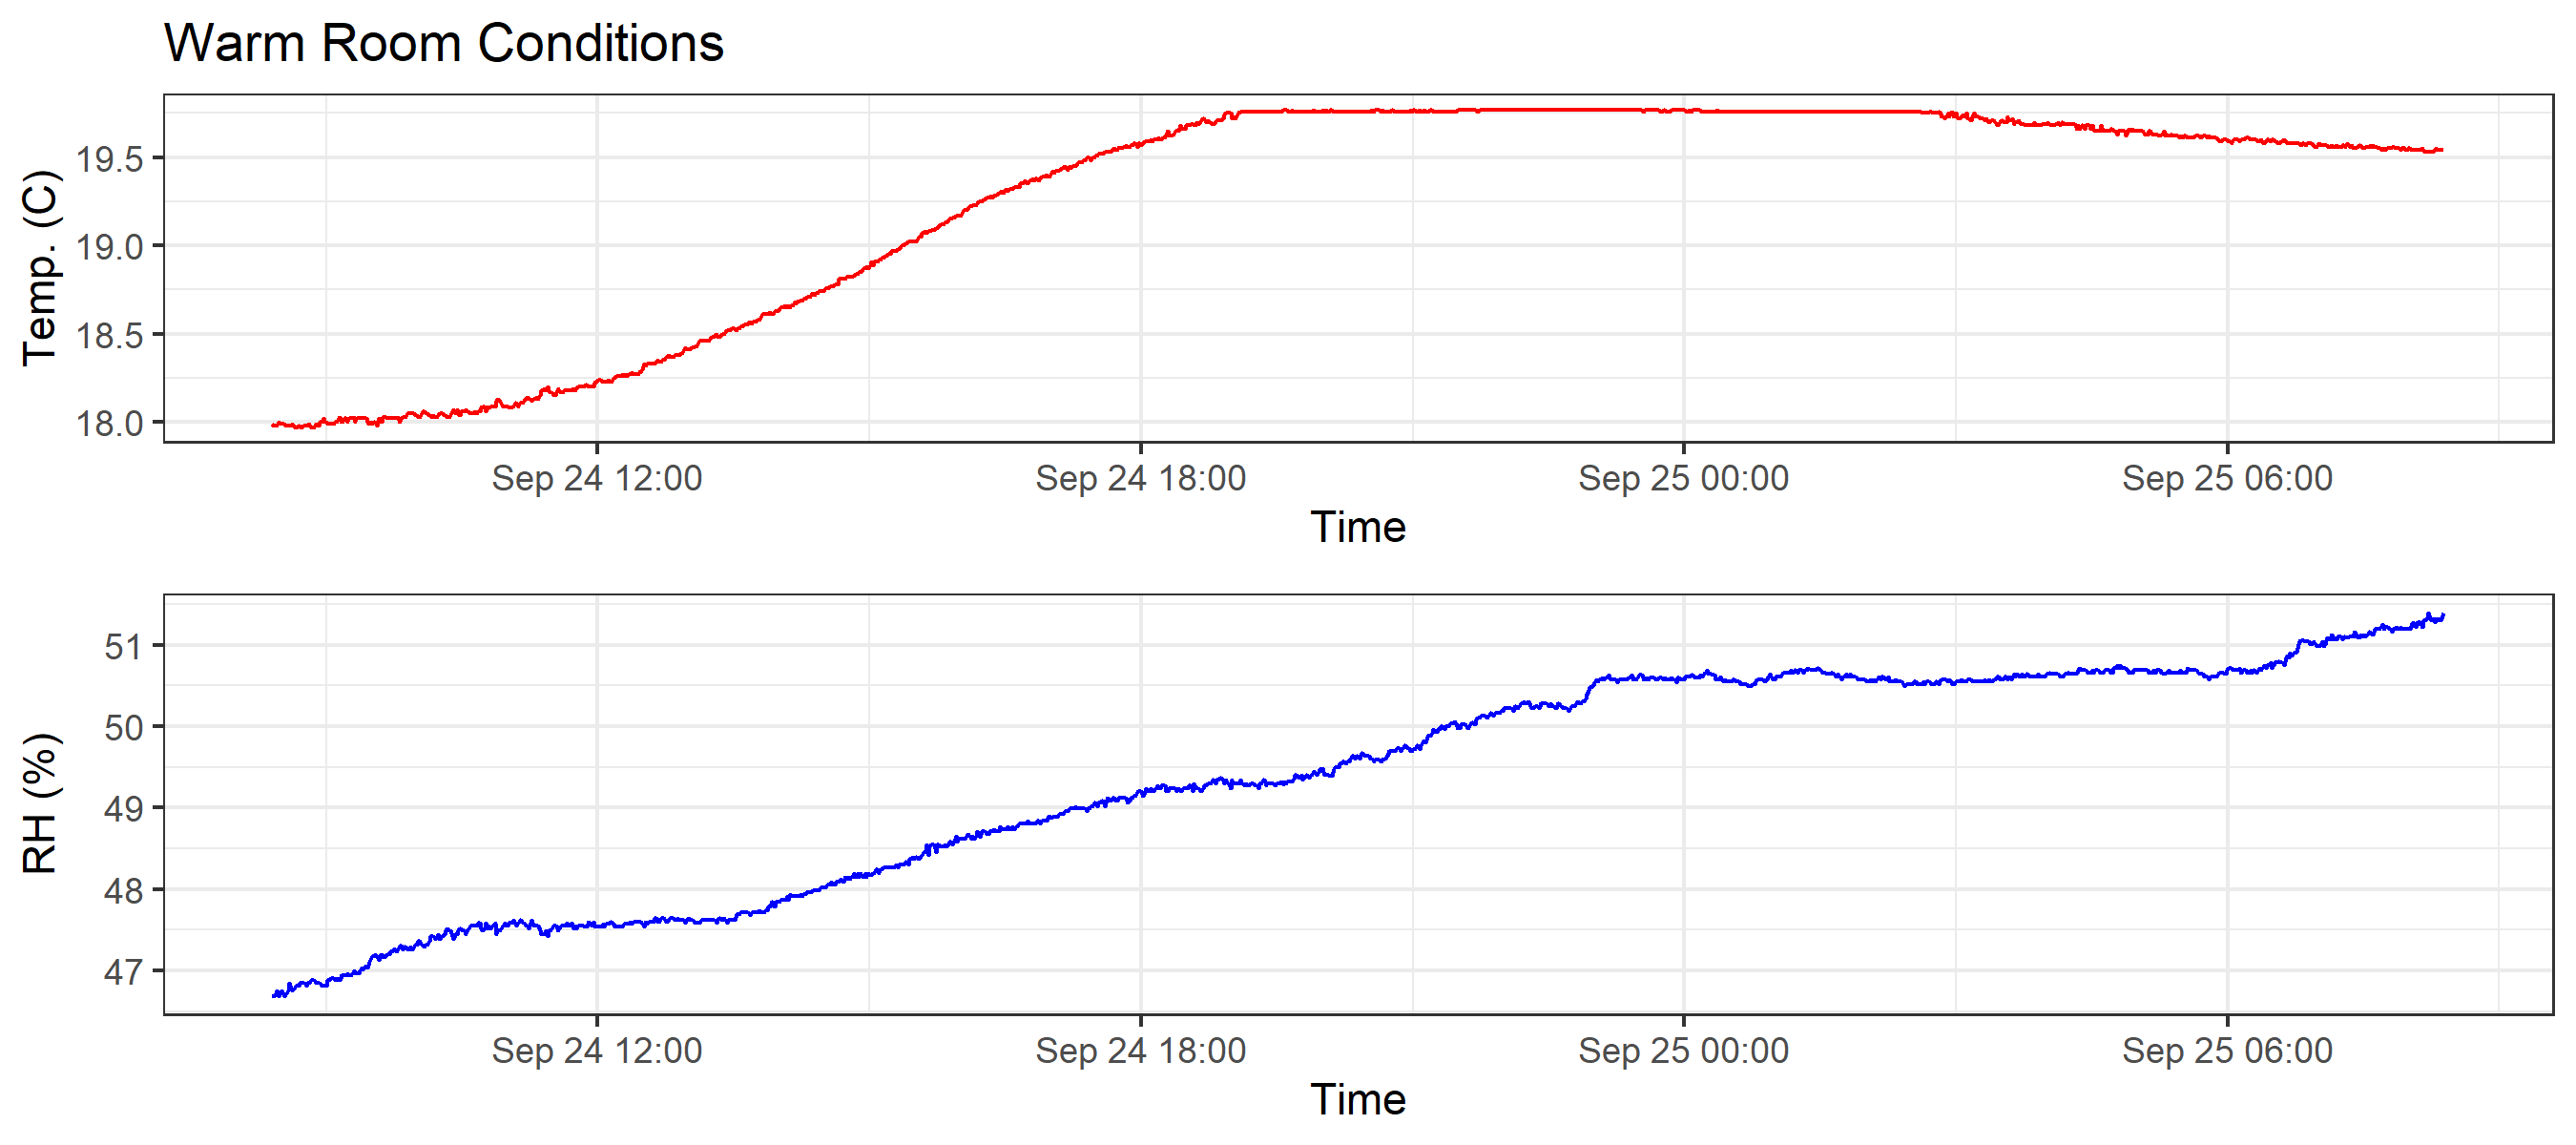 Warm Room Conditions
Temp. (C)
19.5
19.0
18.5
18.0
Sep 24 12:00 Sep 24 18:00 Sep 25 00:00 Sep 25 06:00
Time
RH (%)
51
50
49
48
47
Sep 24 12:00 Sep 24 18:00 Sep 25 00:00 Sep 25 06:00
Time